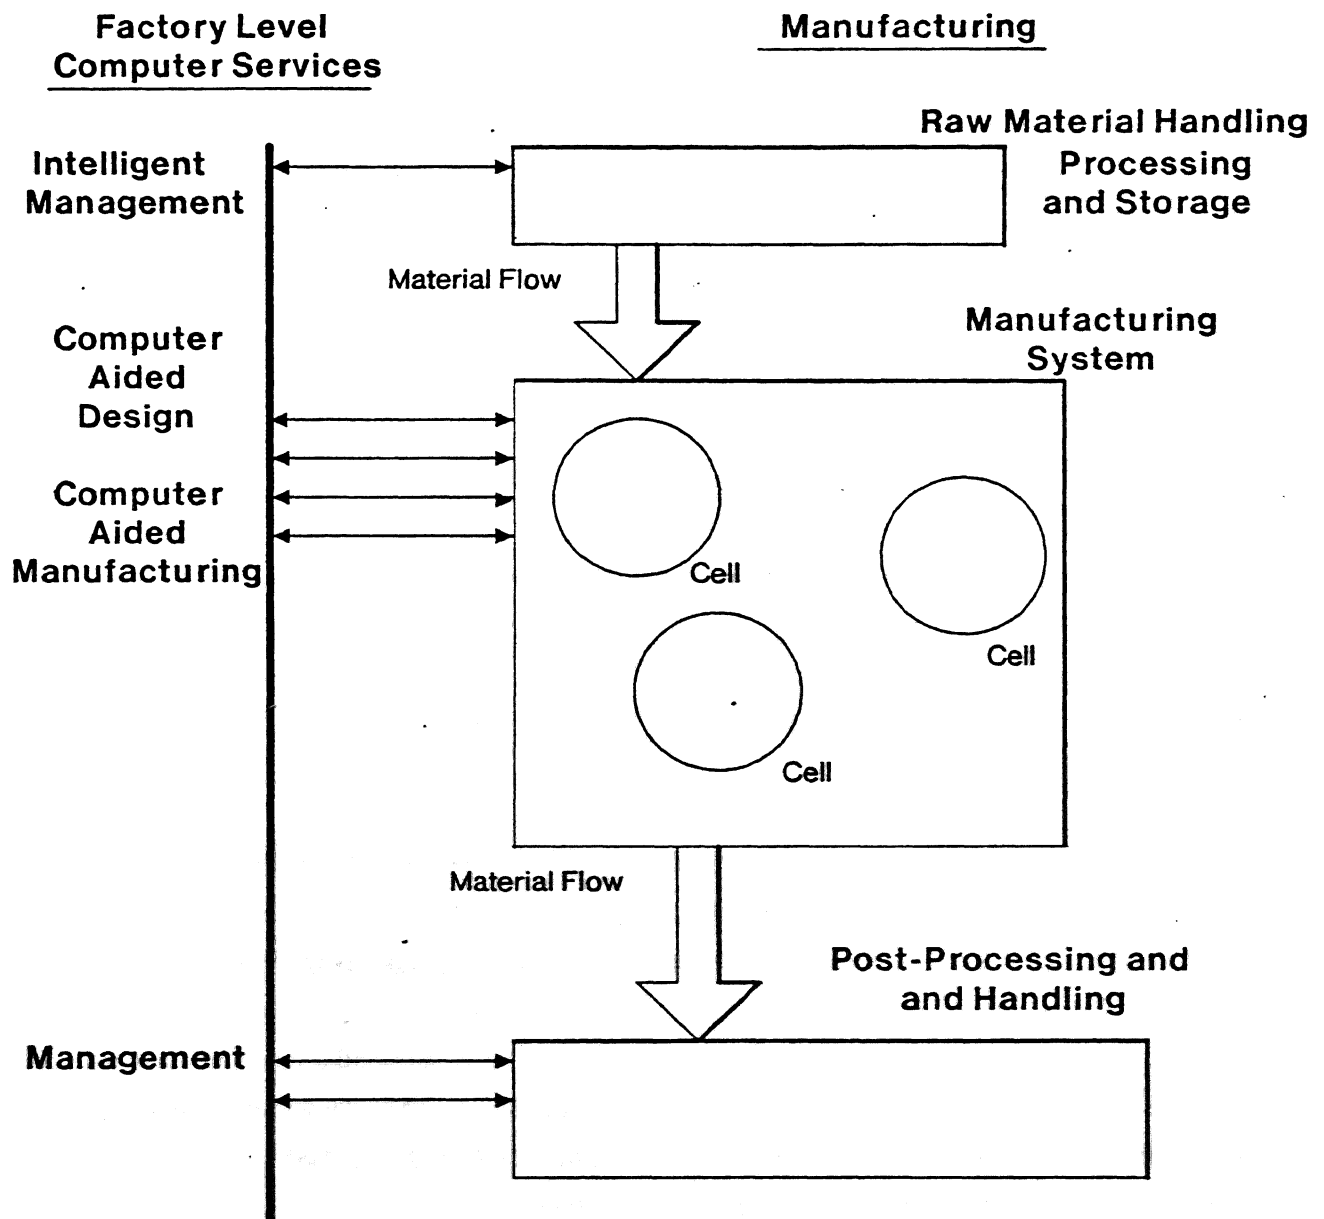 Factory Level
Computer Services
Manufacturing
Raw Material Handling
Processing
and Storage
Intelligent
Management
Material Flow
Manufacturing
System
Computer
Aided
Design
Computer
Aided
Manufacturing
Cell
Cell
Cell
Material Flow
Post-Processing and
and Handling
Management